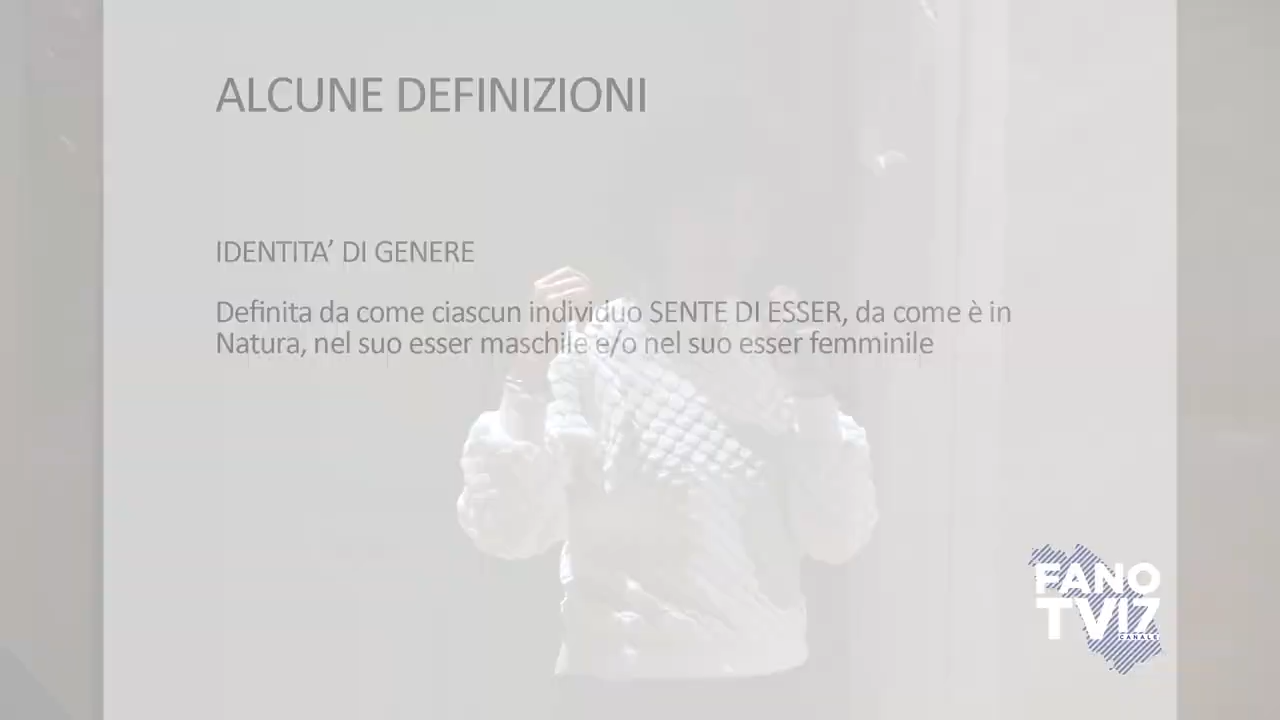 ALCUNE DEFINIZIONI
IDENTITA’ DI GENERE
Definita da come ciascun individuo SENTE DI ESSER, da come è in
Natura, nel suo esser maschile e/o nel suo esser femminile
FANO
TV17
CANALE